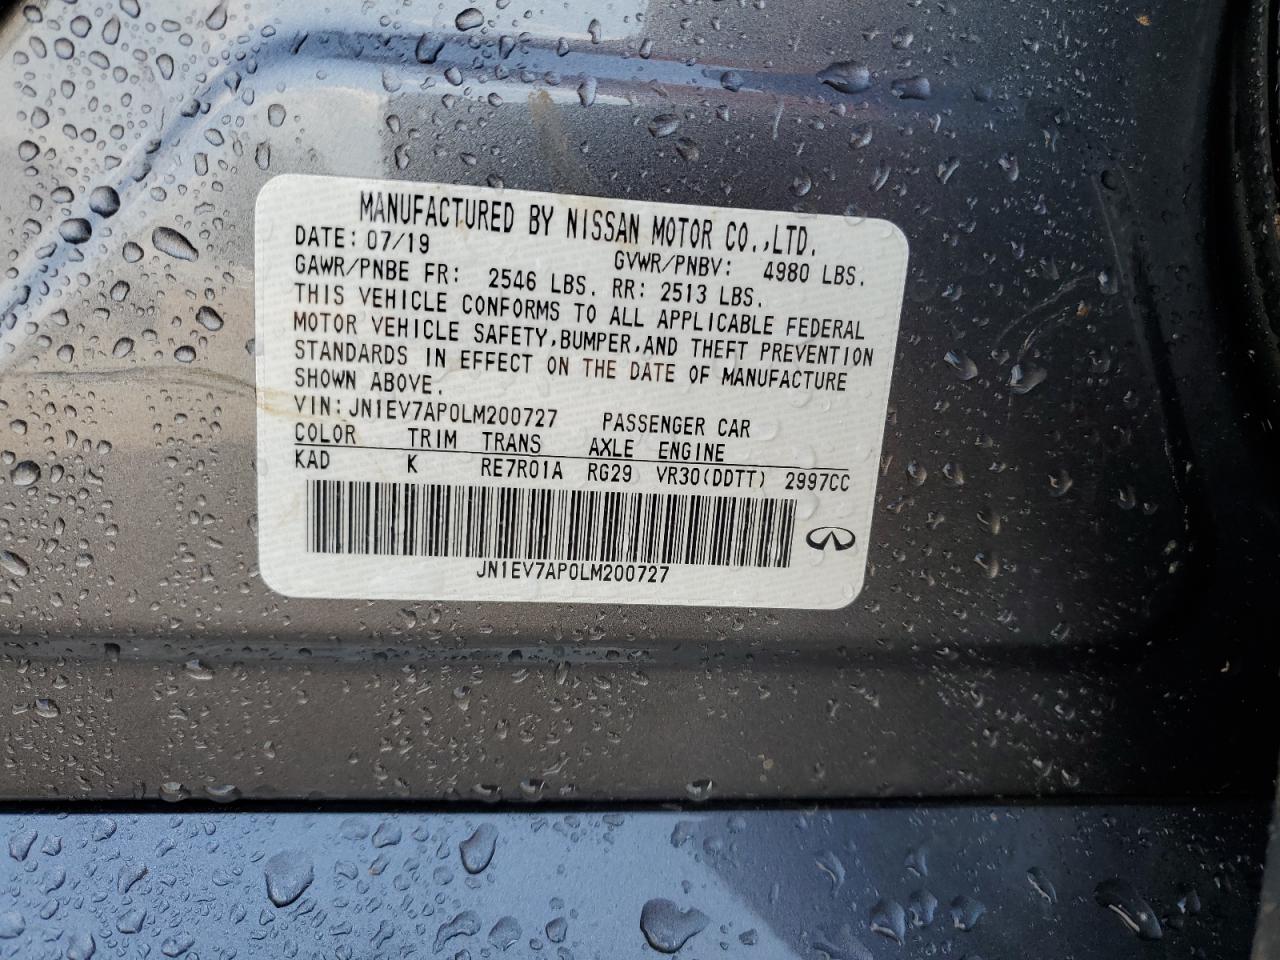 MANUFACTURED BY NISSAN MOTOR CO.,LTD.
DATE: 07/19 GVWR/PNBV: 4980 LBS.
GAWR/PNBE FR: 2546 LBS. RR: 2513 LBS.
THIS VEHICLE CONFORMS TO ALL APPLICABLE FEDERAL
MOTOR VEHICLE SAFETY,BUMPER,AND THEFT PREVENTION
STANDARDS IN EFFECT ON THE DATE OF MANUFACTURE
SHOWN ABOVE.
VIN:JN1EV7AP0LM200727 PASSENGER CAR
COLOR TRIM TRANS AXLE ENGINE
KAD K RE7R01A RG29 VR30(DDTT) 2997CC
JN1EV7AP0LM200727